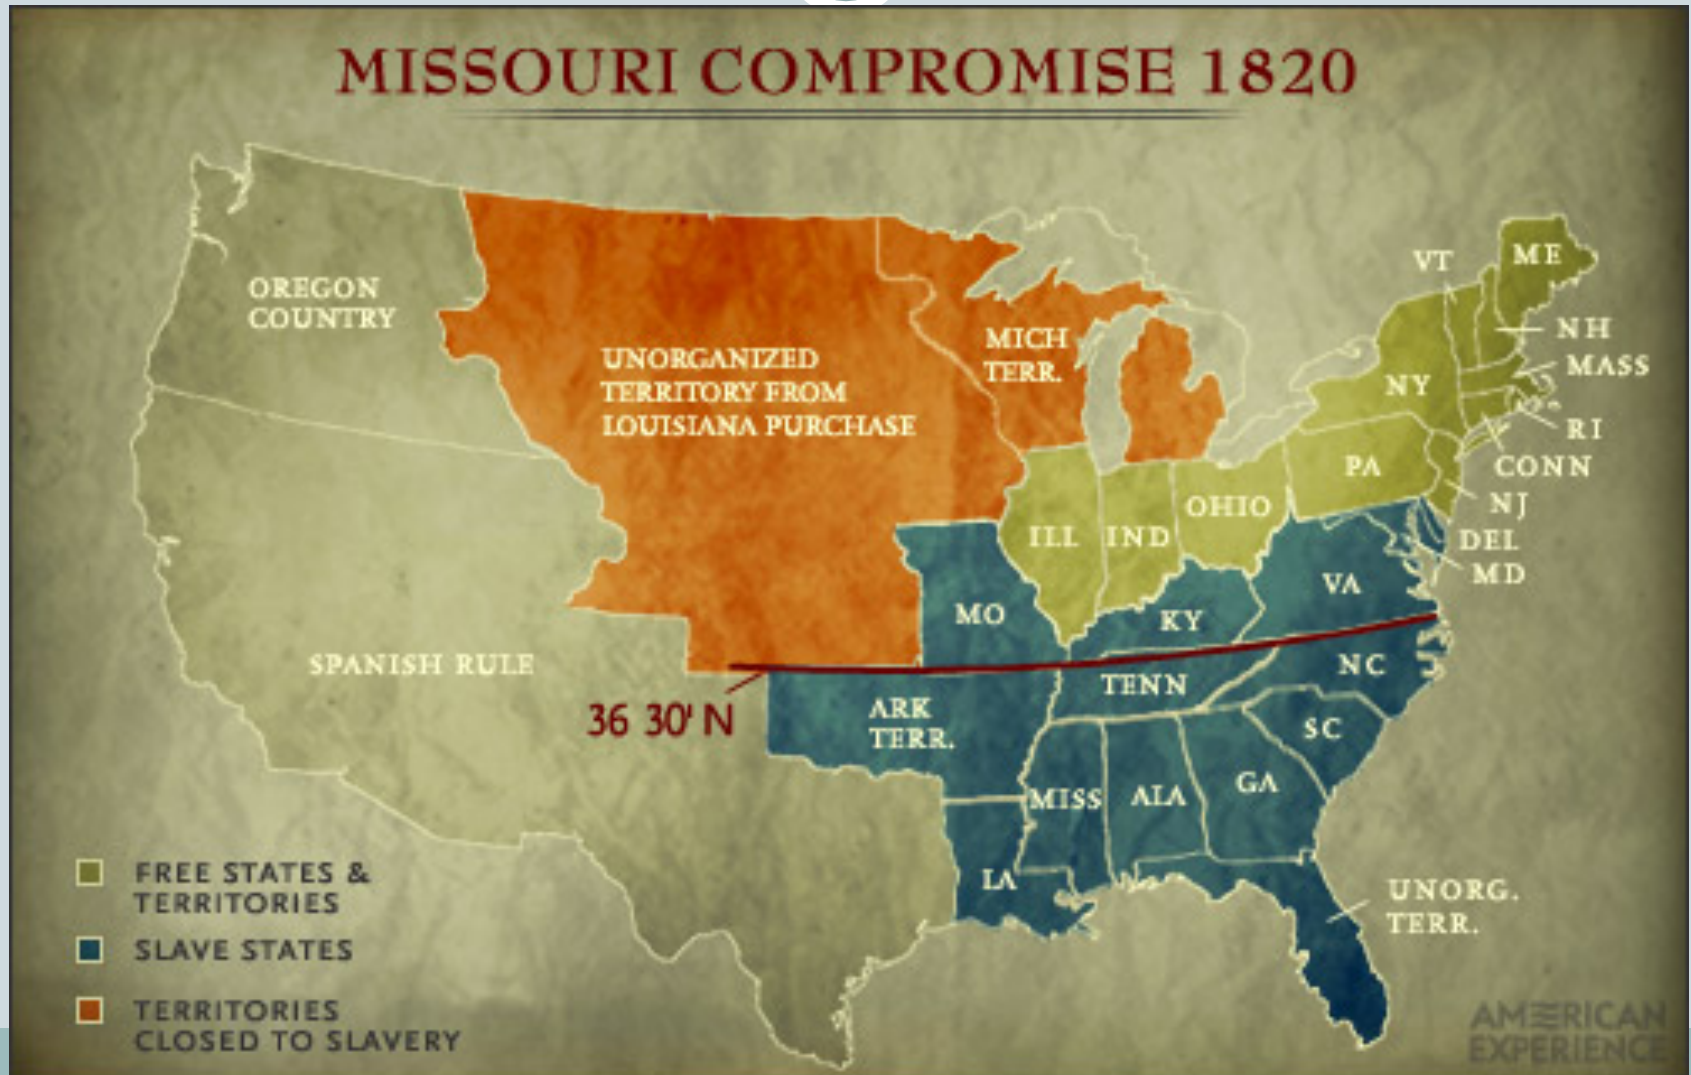 MISSOURI COMPROMISE 1820
OREGON
COUNTRY
UNORGANIZED
TERRITORY FROM
LOUISIANA PURCHASE
MICH
TERR.
VT
ME
NH
MASS
NY
RI
CONN
PA
NJ
DEL
MD
OHIO
ILL
IND
VA
MO
KY
SPANISH RULE
36 30' N
ARK
TERR.
TENN
NC
SC
MISS
ALA
GA
LA
UNORG.
TERR.
FREE STATES &
TERRITORIES
SLAVE STATES
TERRITORIES
CLOSED TO SLAVERY
AMERICAN
EXPERIENCE